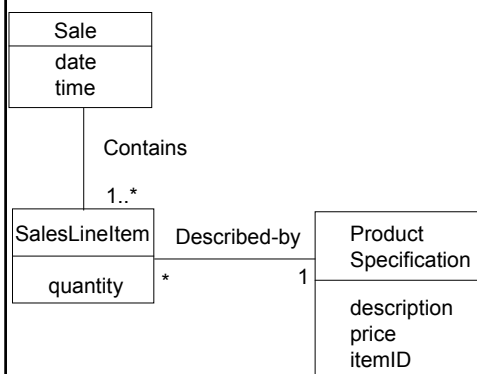 Sale
date
time
Contains
1..*
SalesLineItem
Described-by
Product
Specification
quantity
*
1
description
price
itemID